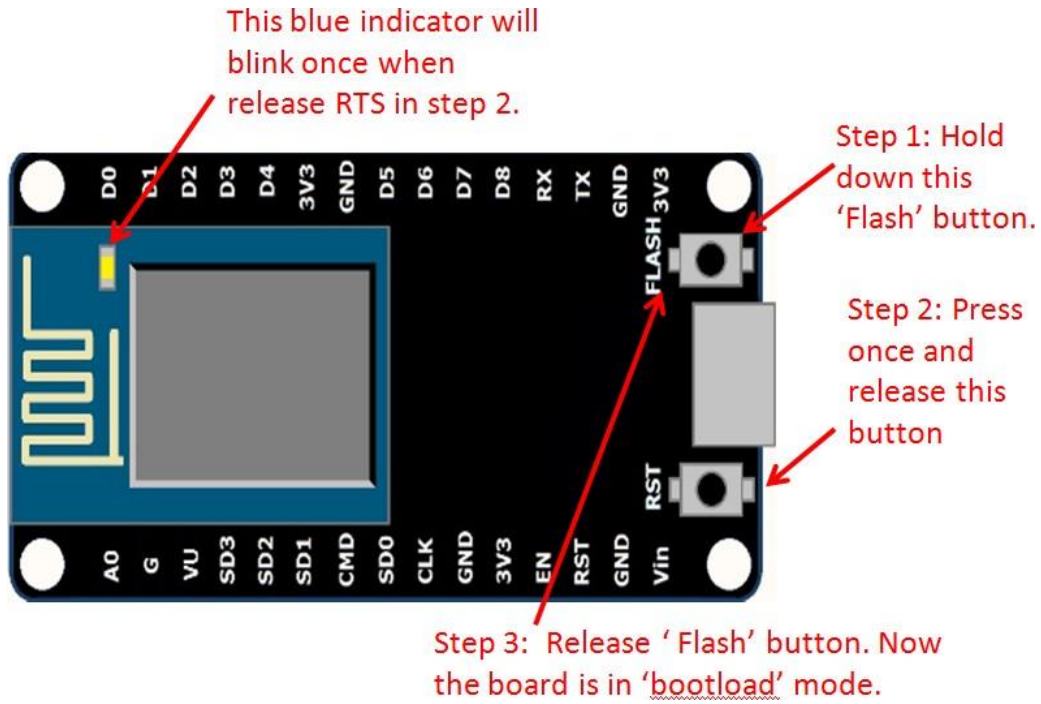 This blue indicator will
blink once when
release RTS in step 2.
Step 1: Hold
down this
‘Flash’ button.
D0 D1 D2 D3 D4 3V3 GND D5 D6 D7 D8 RX TX GND 3V3
FLASH
Step 2: Press
once and
release this
button
RST
A0 G VU SD3 SD2 SD1 CMD SD0 CLK GND 3V3 EN RST GND Vin
Step 3: Release ‘ Flash’ button. Now
the board is in ‘bootload’ mode.